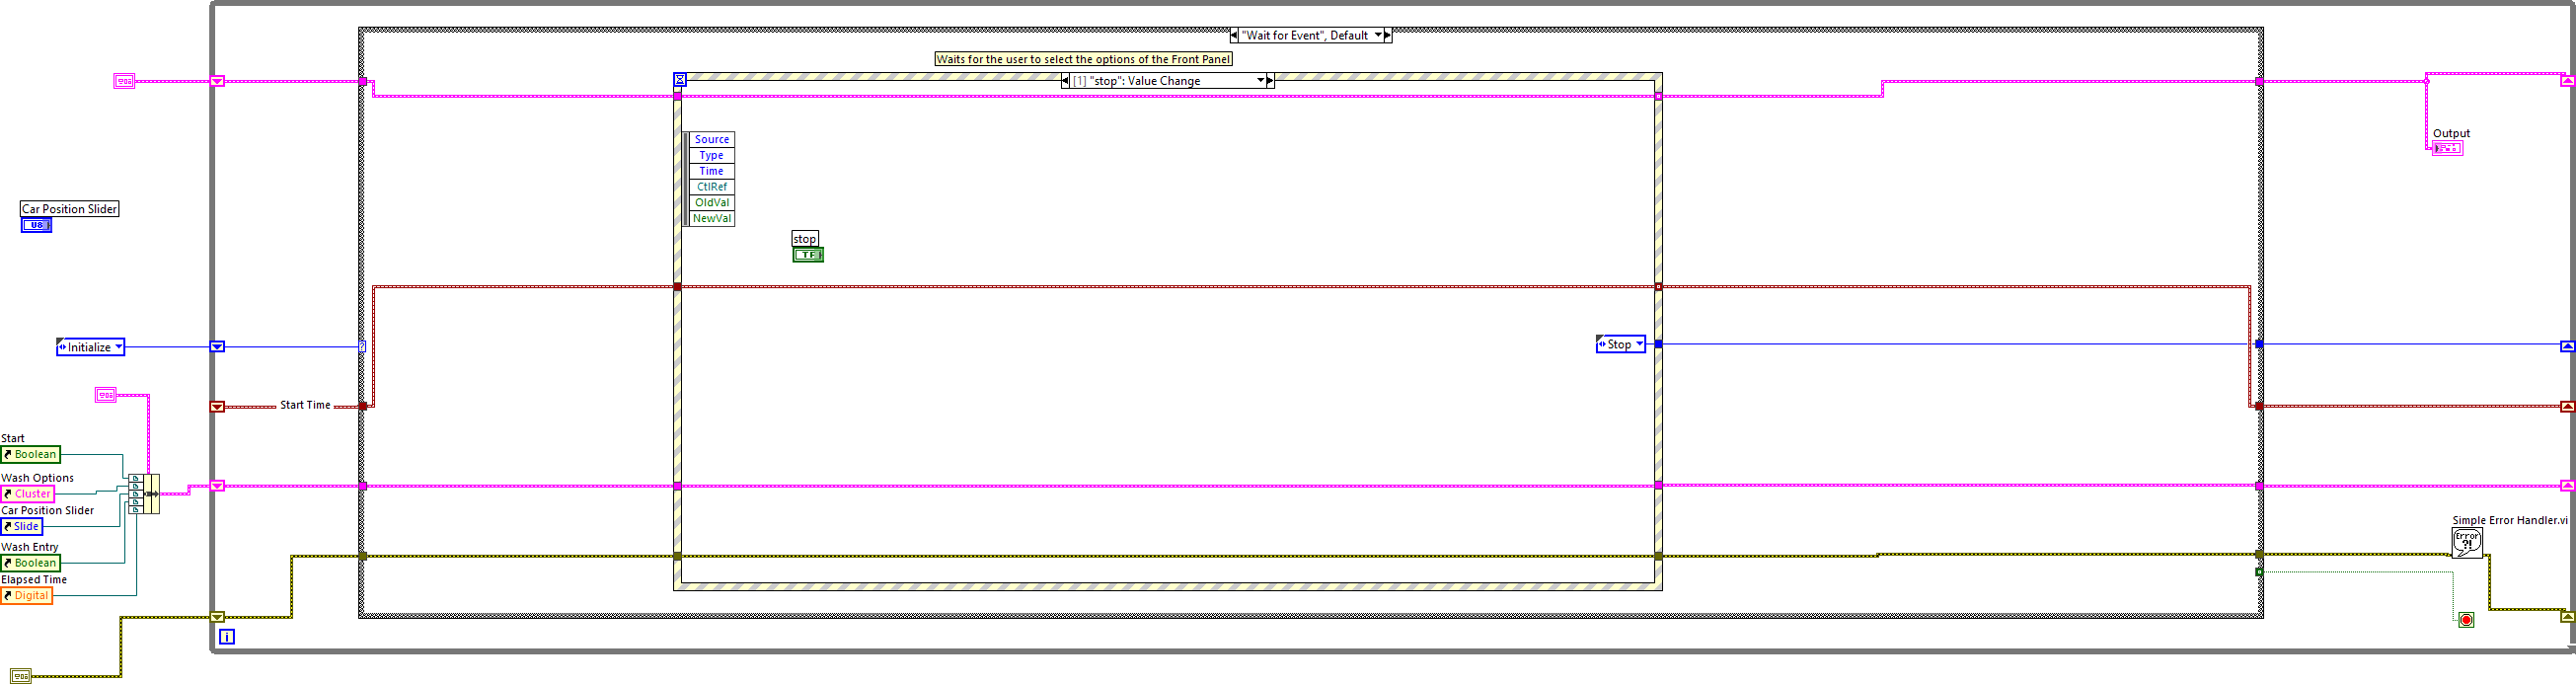 "Wait for Event", Default
Waits for the user to select the options of the Front Panel
[1] "stop": Value Change
Source
Type
Time
CtlRef
OldVal
NewVal
stop
TF
Output
Car Position Slider
U8
Initialize
Stop
Start Time
Start
Boolean
Wash Options
Cluster
Car Position Slider
Slide
Wash Entry
Boolean
Elapsed Time
Digital
Simple Error Handler.vi
Error
?!
?
i